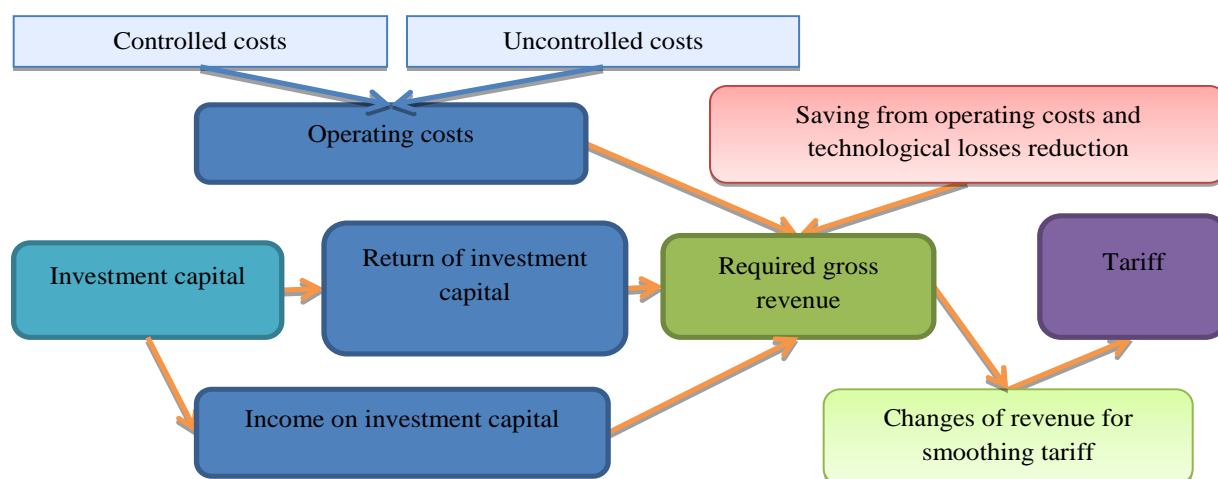 Controlled costs
Uncontrolled costs
Operating costs
Saving from operating costs and
technological losses reduction
Investment capital
Return of investment
capital
Required gross
revenue
Tariff
Income on investment capital
Changes of revenue for
smoothing tariff